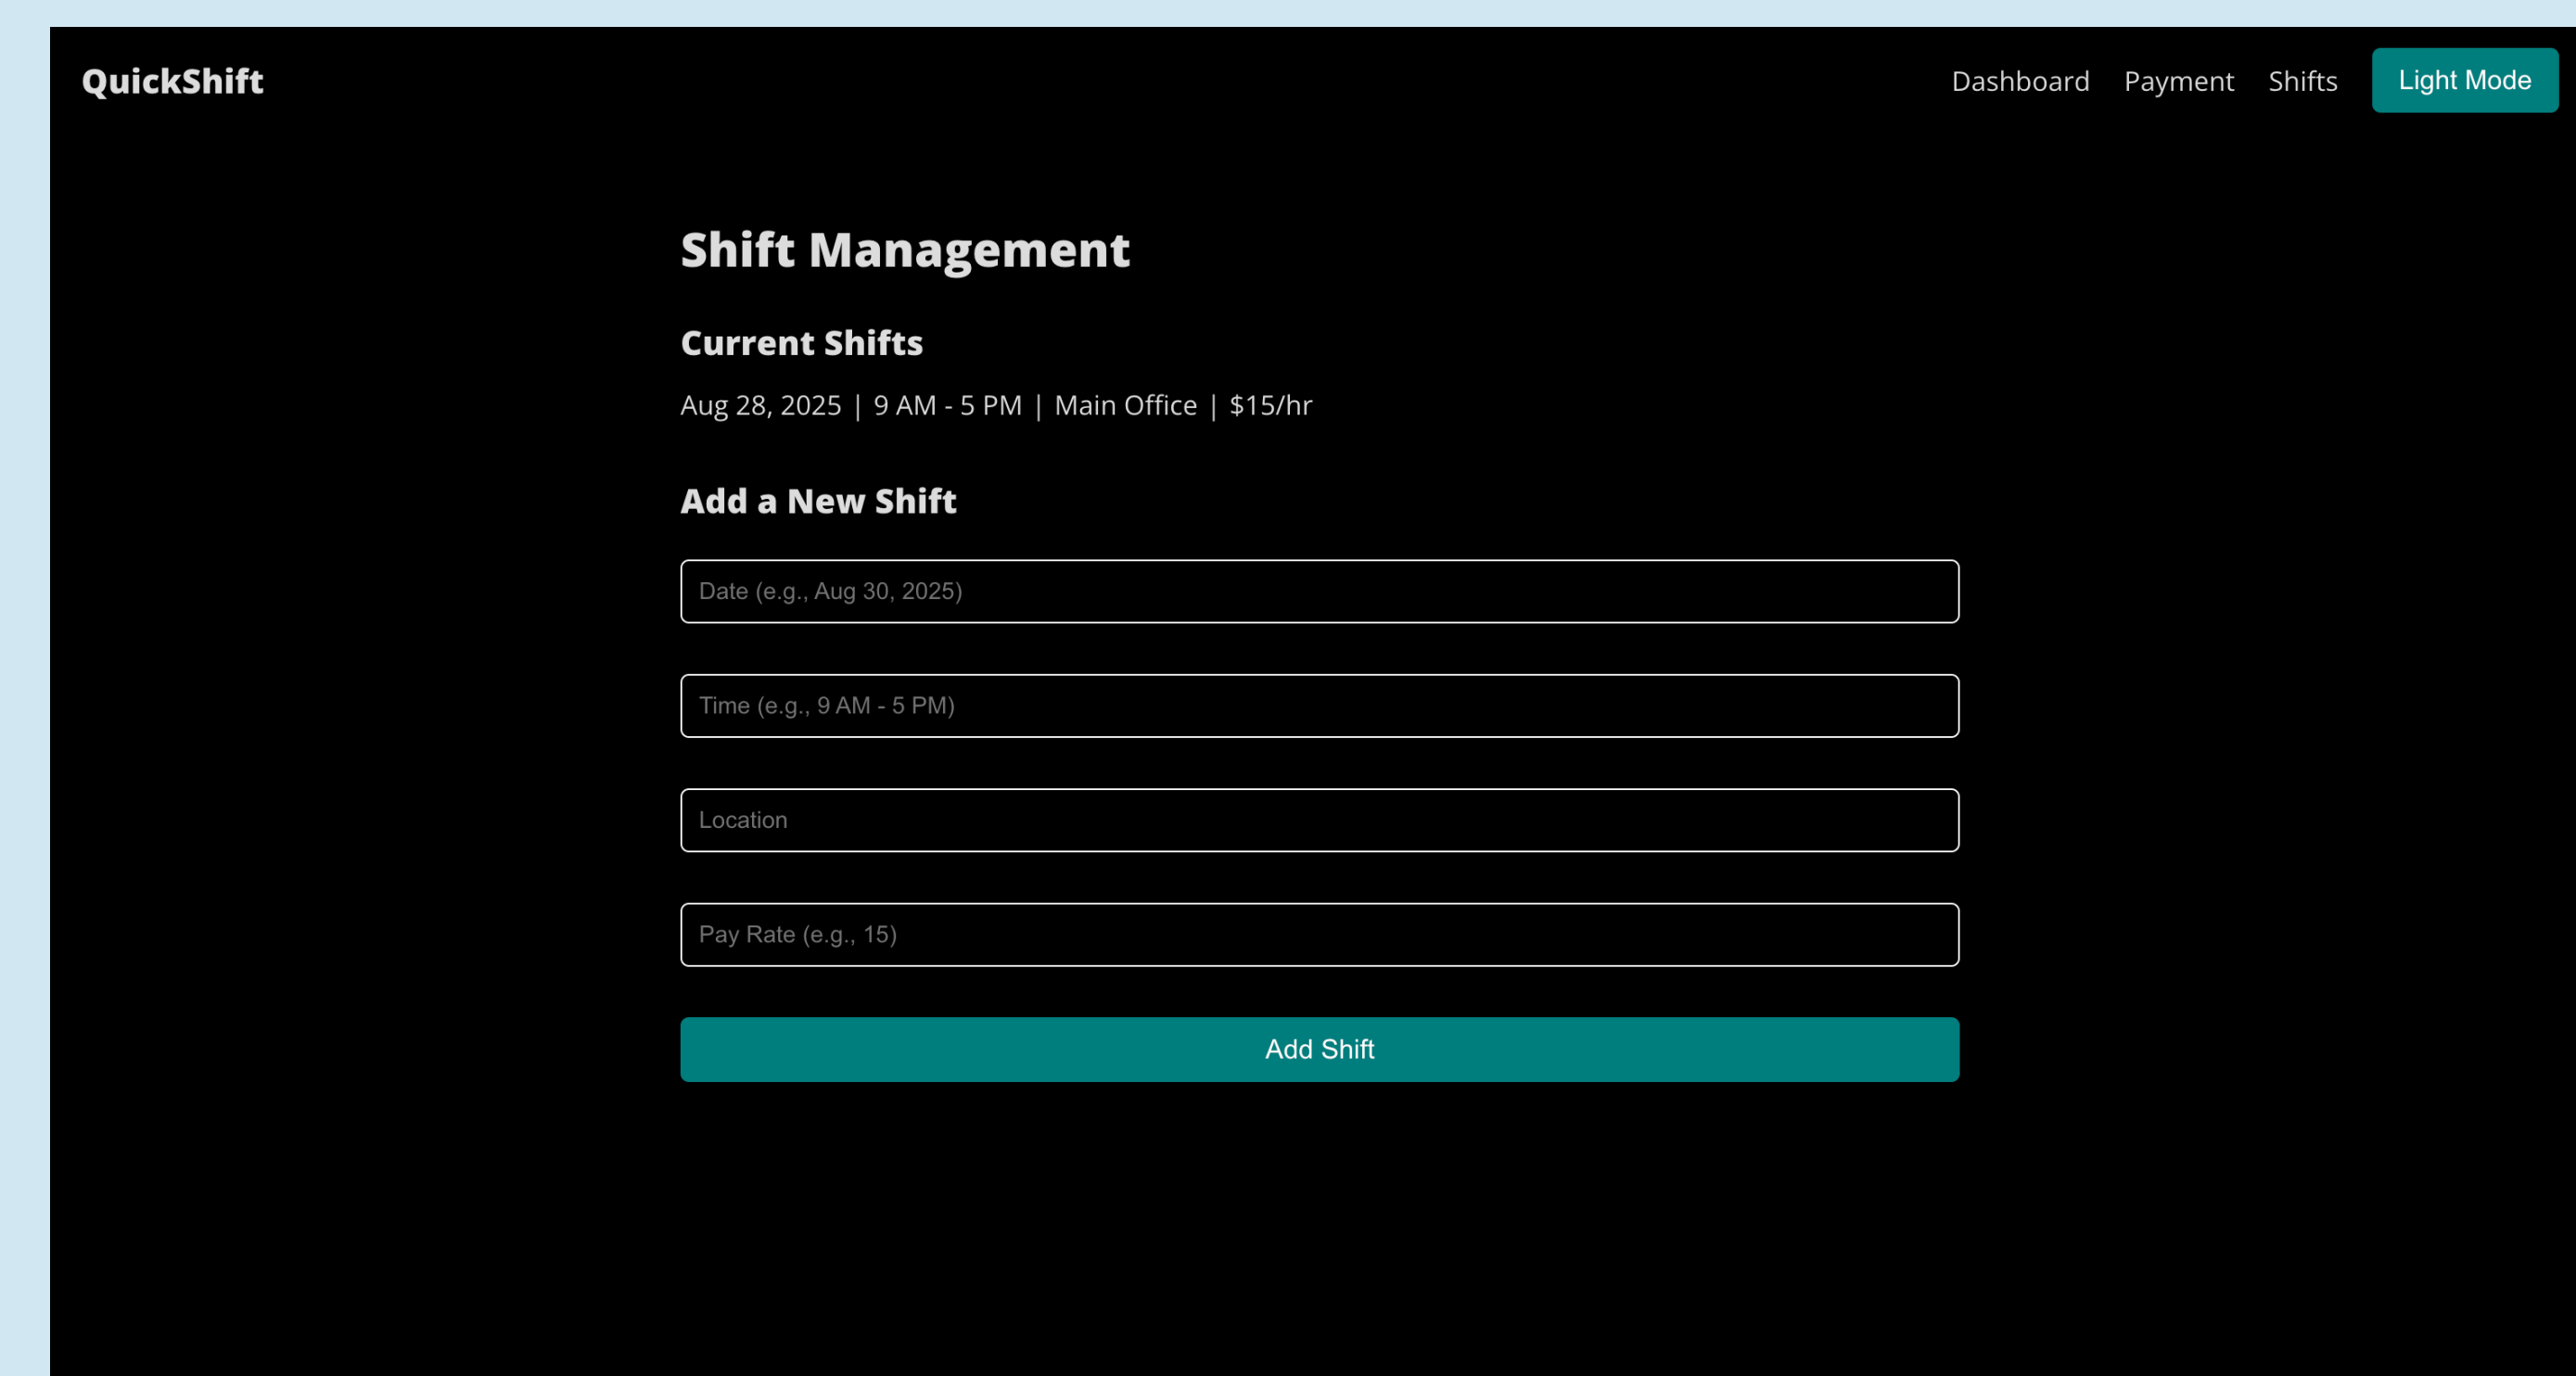 QuickShift
Dashboard Payment Shifts Light Mode
Shift Management
Current Shifts
Aug 28, 2025 | 9 AM - 5 PM | Main Office | $15/hr
Add a New Shift
Date (e.g., Aug 30, 2025)
Time (e.g., 9 AM - 5 PM)
Location
Pay Rate (e.g., 15)
Add Shift